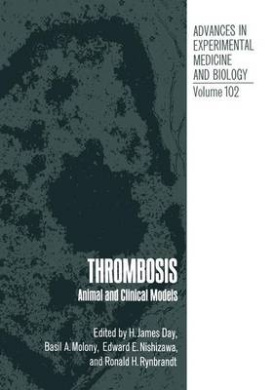 ADVANCES IN
EXPERIMENTAL
MEDICINE
AND BIOLOGY
Volume 102
THROMBOSIS
Animal and Clinical Models
Edited by H. James Day,
Basil A. Molony, Edward E. Nishizawa,
and Ronald H. Rynbrandt